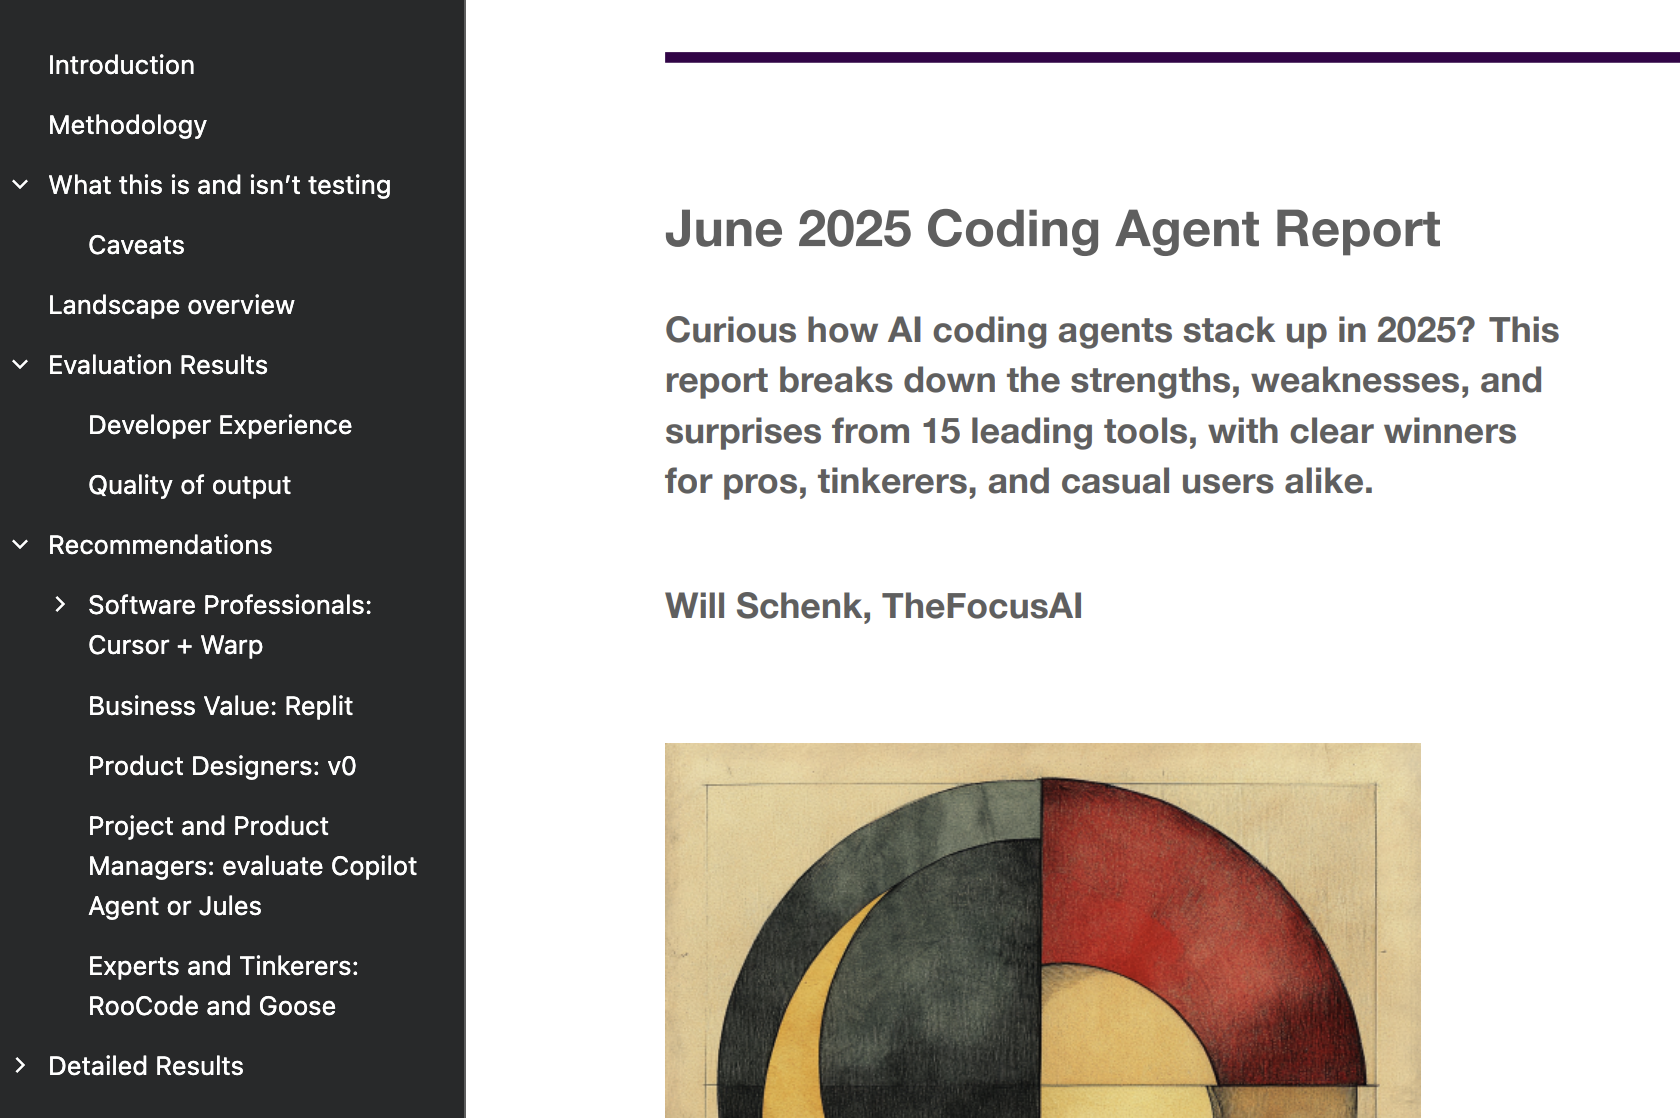 Introduction
Methodology
What this is and isn’t testing
Caveats
Landscape overview
Evaluation Results
Developer Experience
Quality of output
Recommendations
Software Professionals:
Cursor + Warp
Business Value: Replit
Product Designers: v0
Project and Product
Managers: evaluate Copilot
Agent or Jules
Experts and Tinkerers:
RooCode and Goose
Detailed Results
June 2025 Coding Agent Report
Curious how AI coding agents stack up in 2025? This
report breaks down the strengths, weaknesses, and
surprises from 15 leading tools, with clear winners
for pros, tinkerers, and casual users alike.
Will Schenk, TheFocusAI